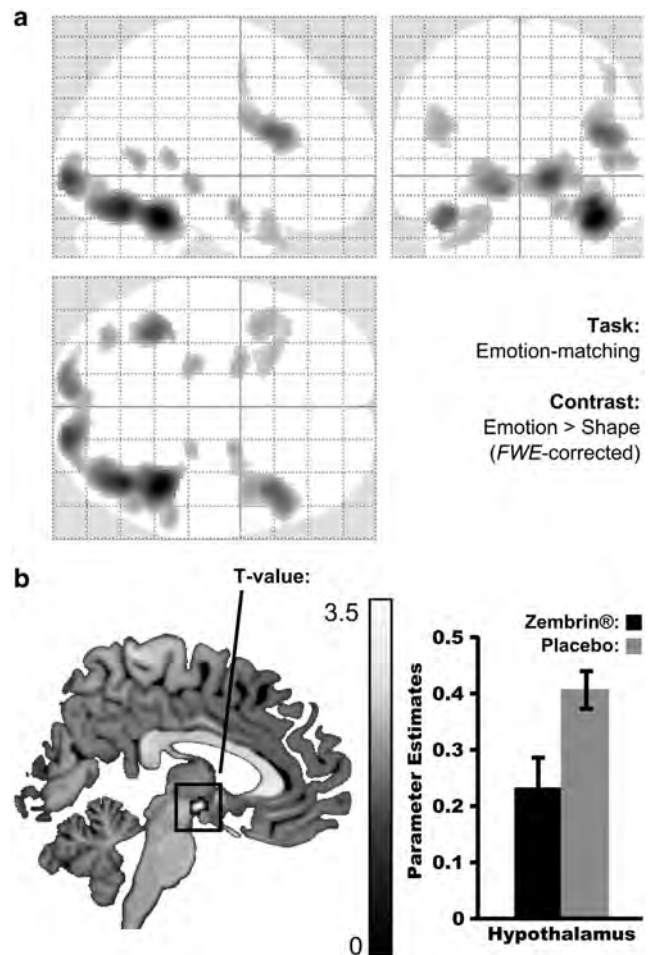 a
Task:
Emotion-matching
Contrast:
Emotion > Shape
(FWE-corrected)
b
T-value:
3.5
0
Zembrin®:
Placebo:
0.5
0.4
0.3
0.2
0.1
0
Parameter Estimates
Hypothalamus